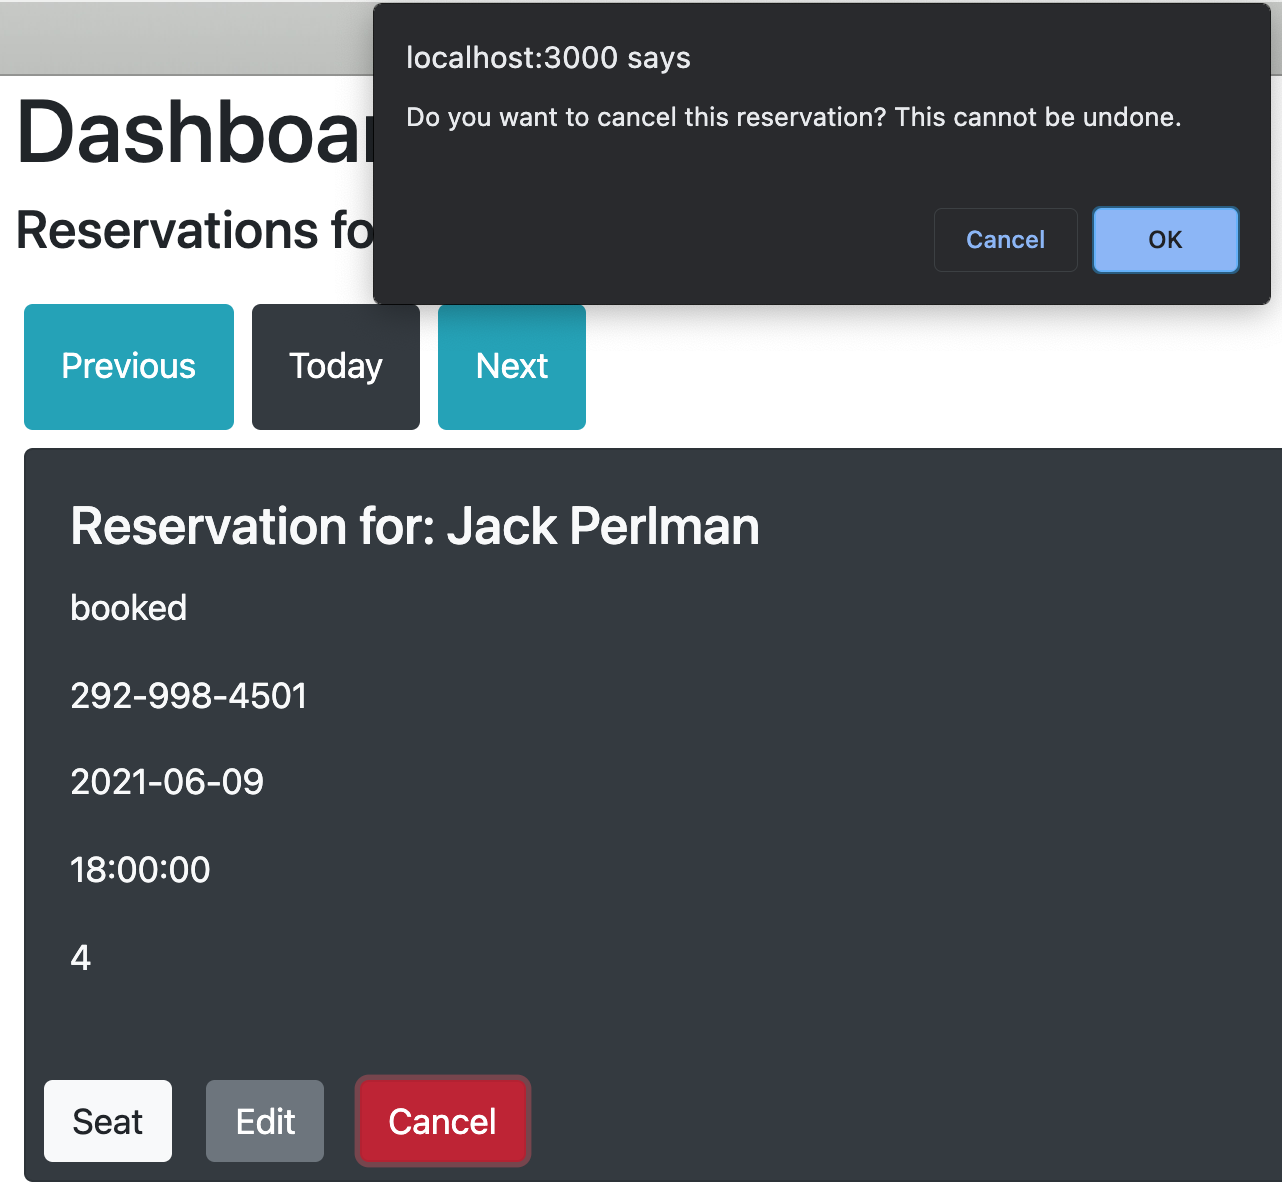 localhost:3000 says
Do you want to cancel this reservation? This cannot be undone.
Cancel OK
Reservations fo
Previous Today Next
Reservation for: Jack Perlman
booked
292-998-4501
2021-06-09
18:00:00
4
Seat Edit Cancel